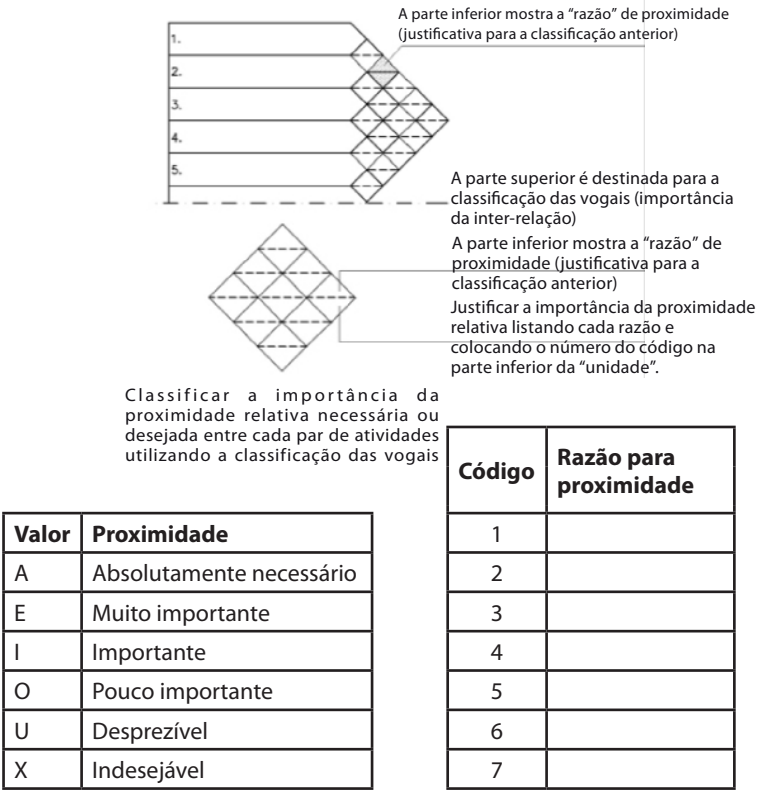 A parte inferior mostra a “razão” de proximidade
(justificativa para a classificação anterior)
1.
2.
3.
4.
5.
A parte superior é destinada para a
classificação das vogais (importância
da inter-relação)
A parte inferior mostra a “razão” de
proximidade (justificativa para a
classificação anterior)
Justificar a importância da proximidade
relativa listando cada razão e
colocando o número do código na
parte inferior da “unidade”.
Classificar a importância da
proximidade relativa necessária ou
desejada entre cada par de atividades
utilizando a classificação das vogais
Valor Proximidade
A Absolutamente necessário
E Muito importante
I Importante
O Pouco importante
U Desprezível
X Indesejável
Código Razão para
proximidade
1
2
3
4
5
6
7